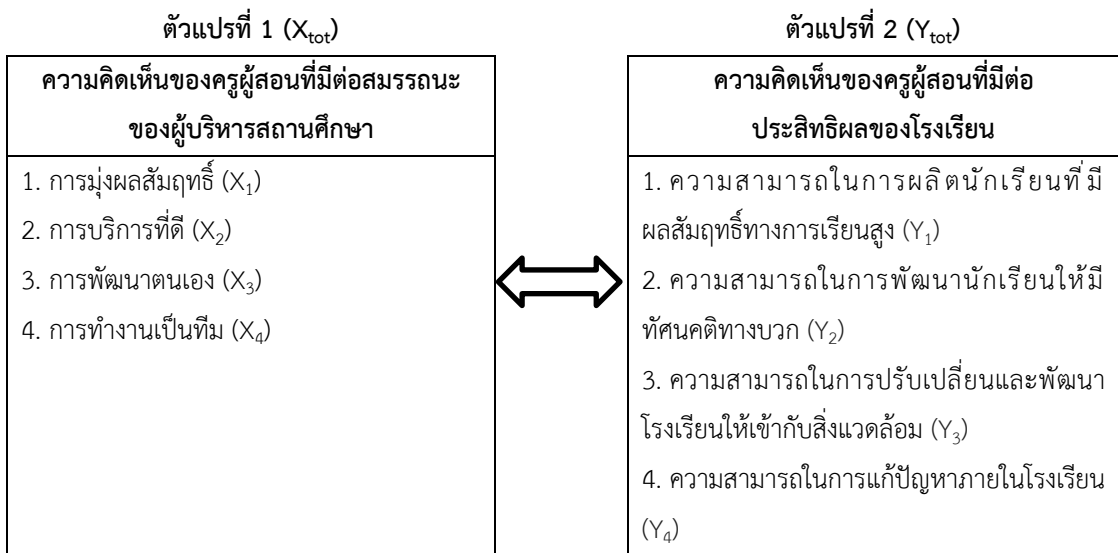 ตัวแปรที่ 1 (Xtot)
ความคิดเห็นของครูผู้สอนที่มีต่อสมรรถนะ
ของผู้บริหารสถานศึกษา
1. การมุ่งผลสัมฤทธิ์ (X1)
2. การบริการที่ดี (X2)
3. การพัฒนาตนเอง (X3)
4. การทำงานเป็นทีม (X4)
ตัวแปรที่ 2 (Ytot)
ความคิดเห็นของครูผู้สอนที่มีต่อ
ประสิทธิผลของโรงเรียน
1. ความสามารถในการผลิตนักเรียนที่มี
ผลสัมฤทธิ์ทางการเรียนสูง (Y1)
2. ความสามารถในการพัฒนานักเรียนให้มี
ทัศนคติทางบวก (Y2)
3. ความสามารถในการปรับเปลี่ยนและพัฒนา
โรงเรียนให้เข้ากับสิ่งแวดล้อม (Y3)
4. ความสามารถในการแก้ปัญหาภายในโรงเรียน
(Y4)